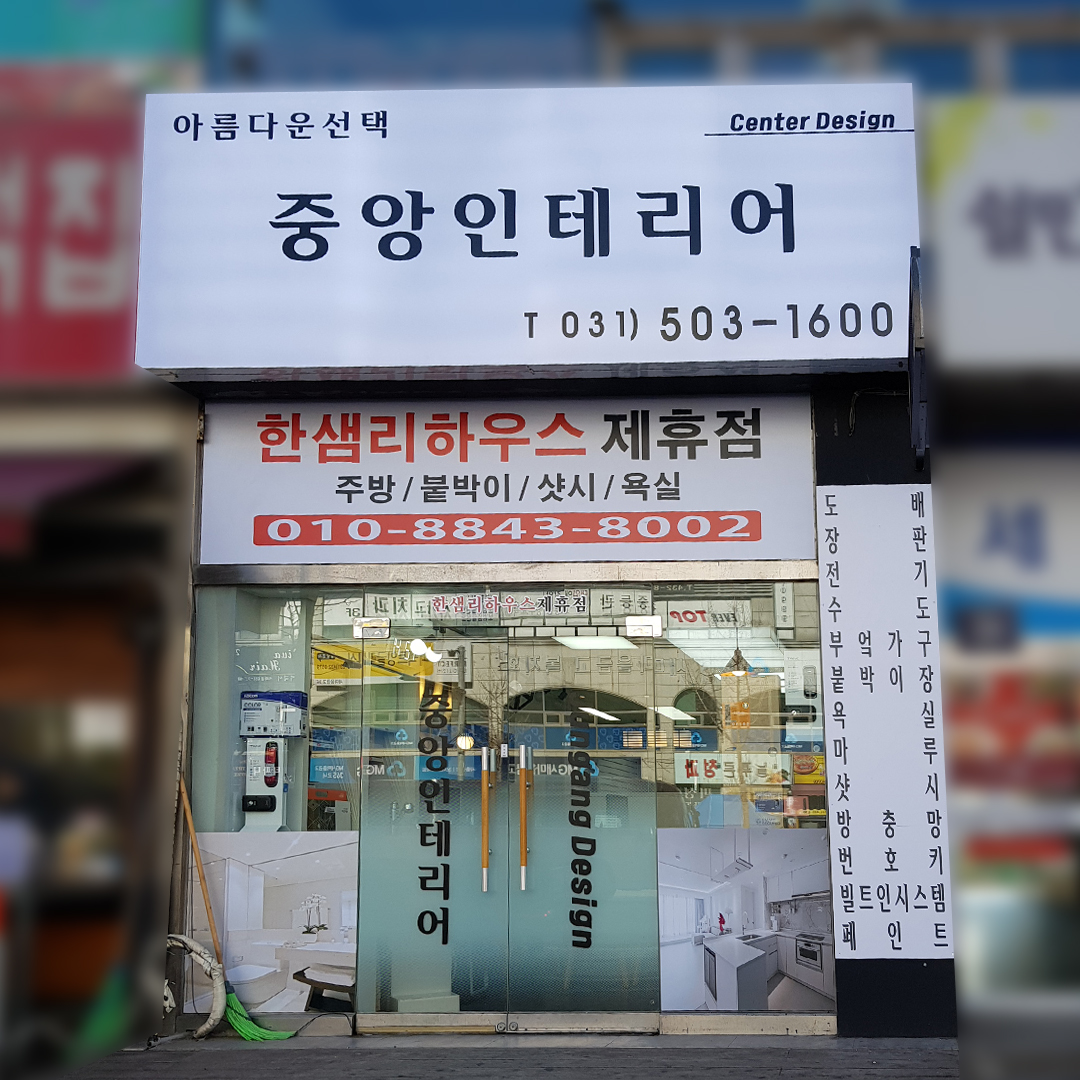 아름다운선택
Center Design
중앙인테리어
T 031) 503-1600
한샘리하우스 제휴점
주방 / 붙박이 / 샷시 / 욕실
010-8843-8002
한샘리하우스제휴점
중앙인테리어
angang Design
도배
장판
전기
수도
부엌가구
붙박이장
욕실
마루
샷시
방충망
번호키
빌트인시스템
페인트